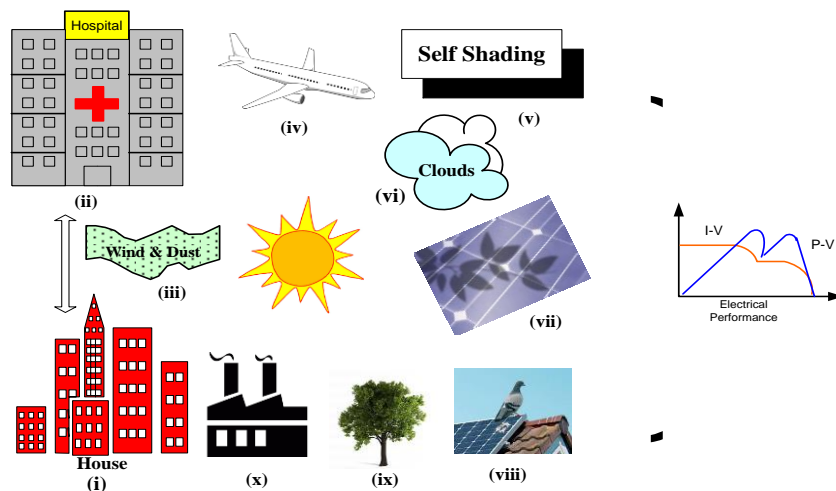 Hospital
Self Shading
(iv)
(v)
Clouds
(vi)
(ii)
Wind & Dust
I-V
P-V
(iii)
(vii)
Electrical
Performance
House
(i)
(x)
(ix)
(viii)